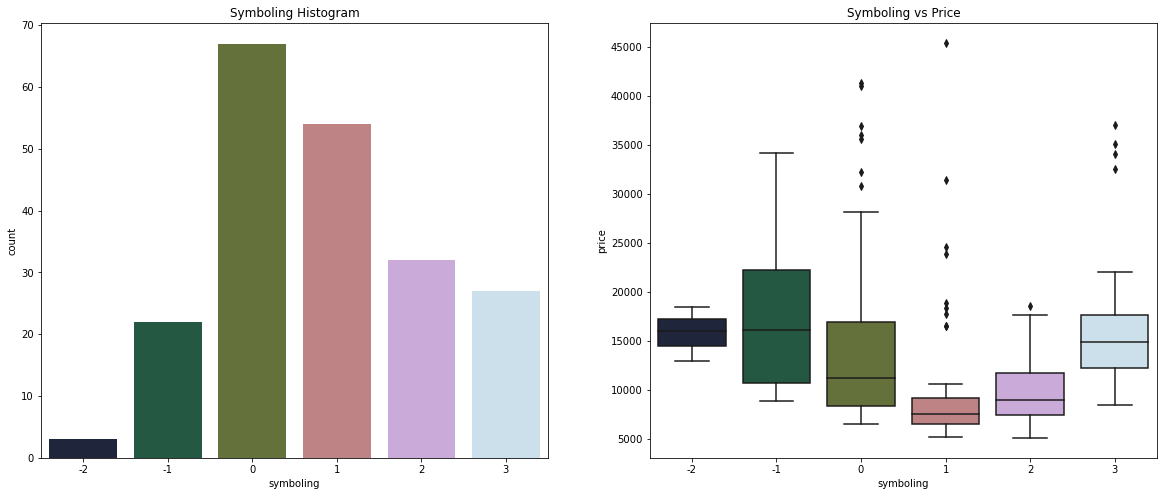 Symboling Histogram
70
60
50
40
30
20
10
0
count
-2 -1 0 1 2 3
symboling
Symboling vs Price
45000
40000
35000
30000
25000
20000
15000
10000
5000
price
-2 -1 0 1 2 3
symboling